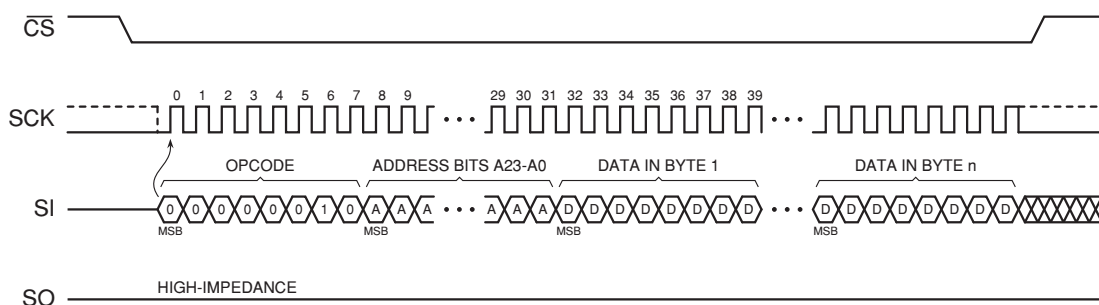 CS
0 1 2 3 4 5 6 7 8 9 29 30 31 32 33 34 35 36 37 38 39
SCK
OPCODE ADDRESS BITS A23-A0 DATA IN BYTE 1 DATA IN BYTE n
SI 0 0 0 0 0 0 1 0 A A A A A A D D D D D D D D D D D D D D D D
MSB MSB MSB MSB
HIGH-IMPEDANCE
SO